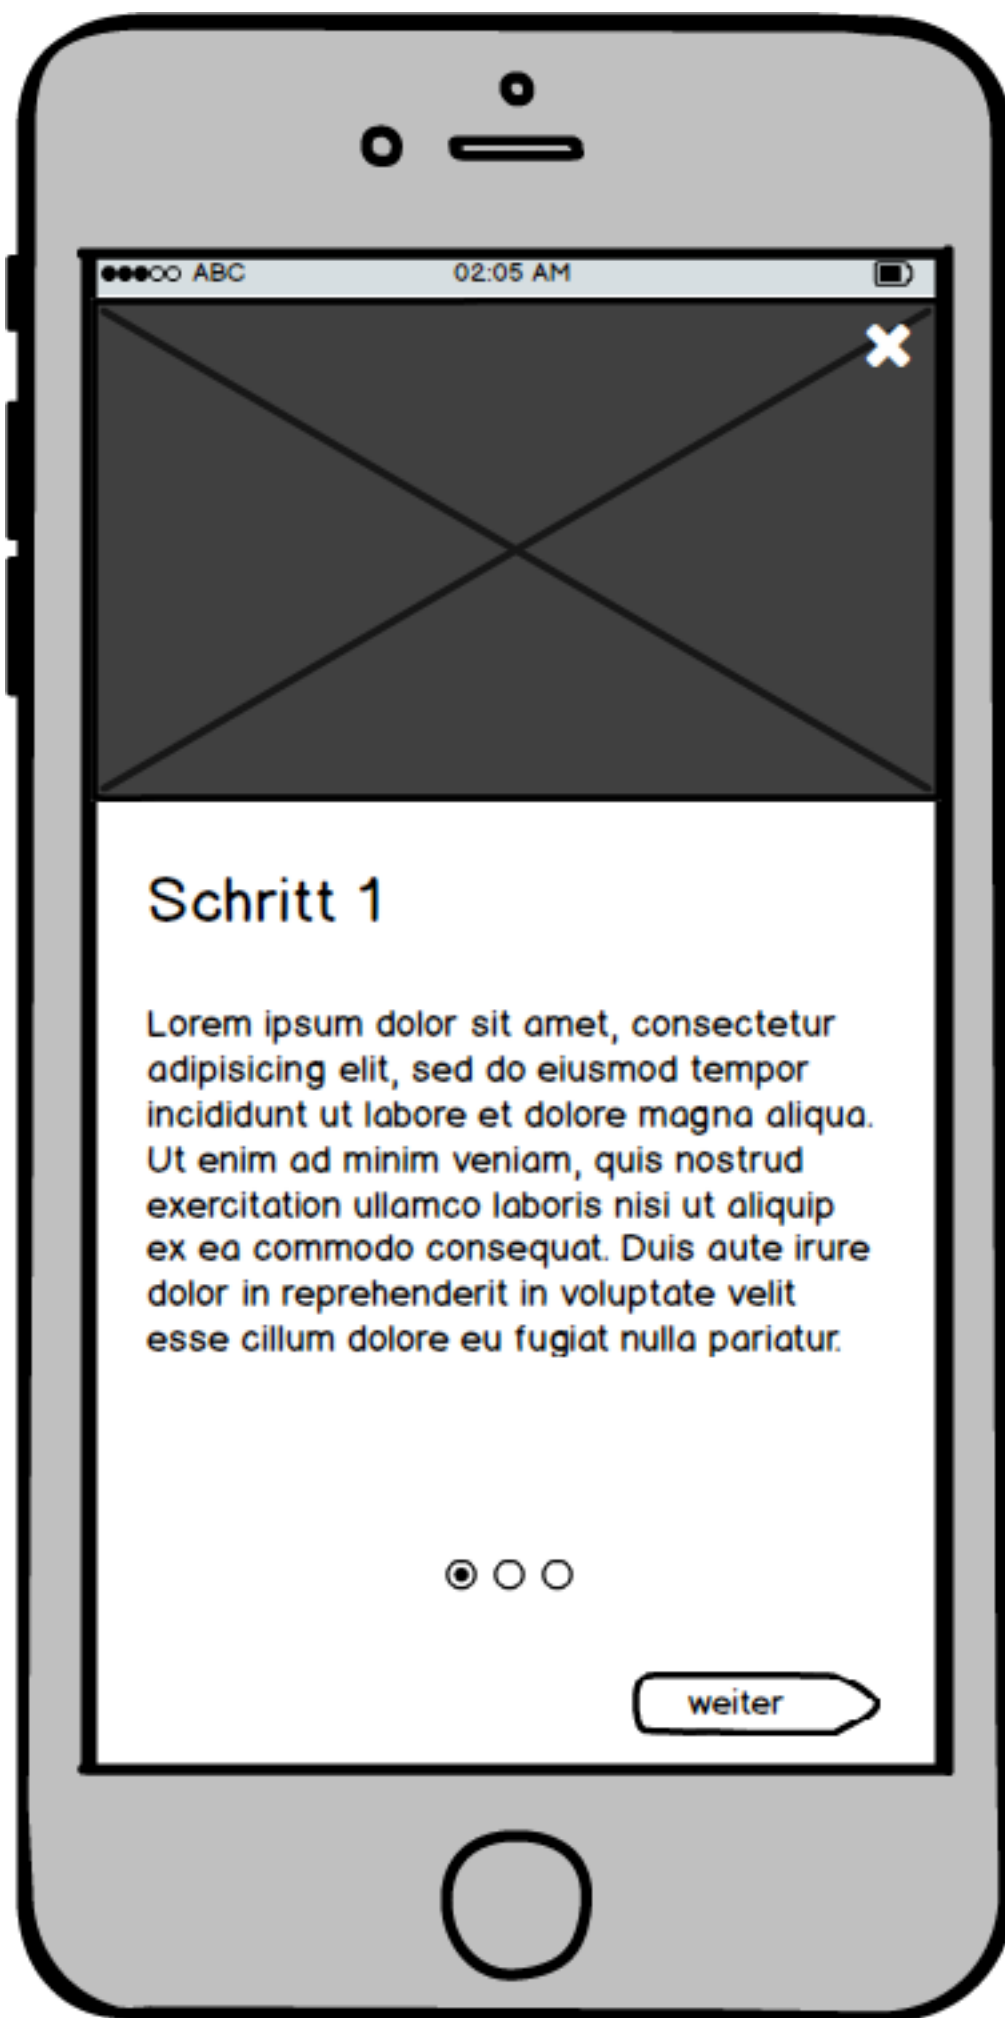 ABC 02:05 AM
Schritt 1
Lorem ipsum dolor sit amet, consectetur
adipisicing elit, sed do eiusmod tempor
incididunt ut labore et dolore magna aliqua.
Ut enim ad minim veniam, quis nostrud
exercitation ullamco laboris nisi ut aliquip
ex ea commodo consequat. Duis aute irure
dolor in reprehenderit in voluptate velit
esse cillum dolore eu fugiat nulla pariatur.
weiter